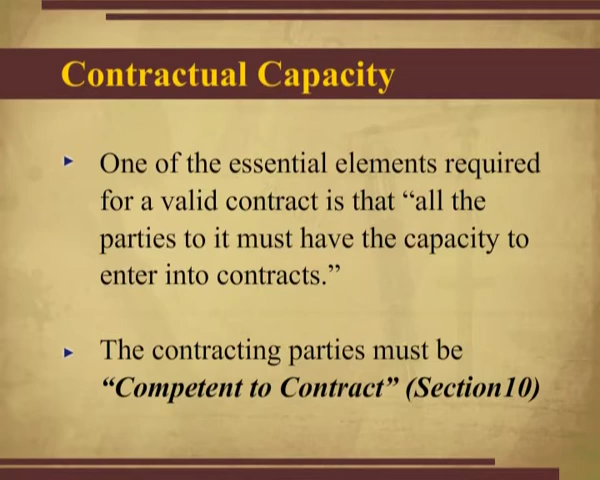 Contractual Capacity
One of the essential elements required
for a valid contract is that “all the
parties to it must have the capacity to
enter into contracts.”
The contracting parties must be
“Competent to Contract” (Section10)